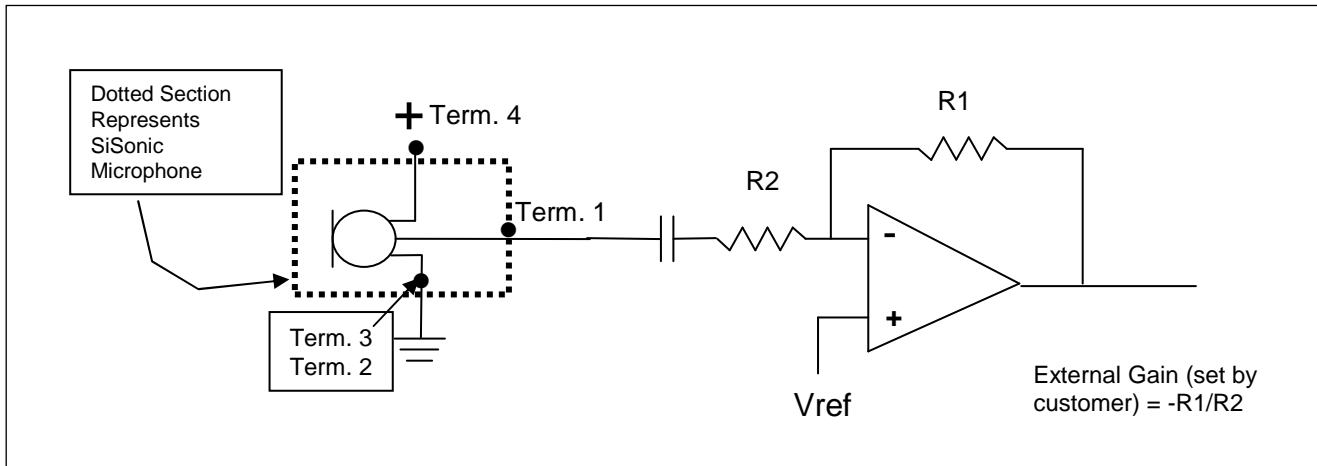 Dotted Section
Represents
SiSonic
Microphone
+ Term. 4
Term. 1
Term. 3
Term. 2
R2
R1
-
+
Vref
External Gain (set by
customer) = -R1/R2